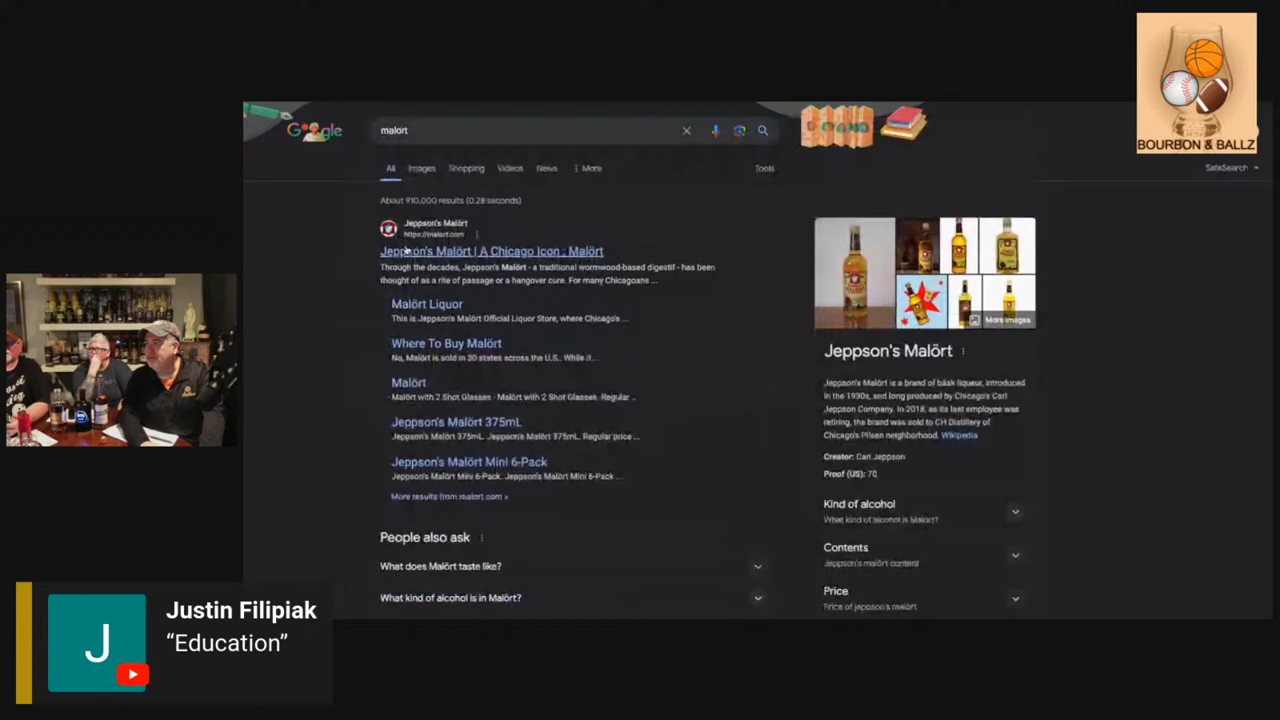 BOURBON & BALLZ
Google
malört
All
Images
Shopping
Videos
News
More
Tools
SafeSearch
About 910,000 results (0.28 seconds)
Jeppson's Malört
https://malort.com
Jeppson's Malört | A Chicago Icon : Malört
Through the decades, Jeppson's Malört - a traditional wormwood-based digestif - has been
thought of as a rite of passage or a hangover cure. For many Chicagoans ...
Malört Liquor
This is Jeppson's Malört Official Liquor Store, where Chicago's ...
Where To Buy Malört
No, Malört is sold in 30 states across the U.S.. While it...
Malört
Malört with 2 Shot Glasses - Malört with 2 Shot Glasses. Regular ...
Jeppson's Malört 375mL
Jeppson's Malört 375mL. Jeppson's Malört 375mL. Regular price ...
Jeppson's Malört Mini 6-Pack
Jeppson's Malört Mini 6-Pack. Jeppson's Malört Mini 6-Pack ...
More results from malort.com »
People also ask
What does Malört taste like?
What kind of alcohol is in Malört?
More images
Jeppson's Malört
Jeppson's Malört is a brand of bäsk liqueur, introduced
in the 1930s, and long produced by Chicago's Carl
Jeppson Company. In 2018, as its last employee was
retiring, the brand was sold to CH Distillery of
Chicago's Pilsen neighborhood. Wikipedia
Creator: Carl Jeppson
Proof (US): 70
Kind of alcohol
What kind of alcohol is Malört?
Contents
Jeppson's malört content
Price
Price of jeppson's malört
J
Justin Filipiak
“Education”